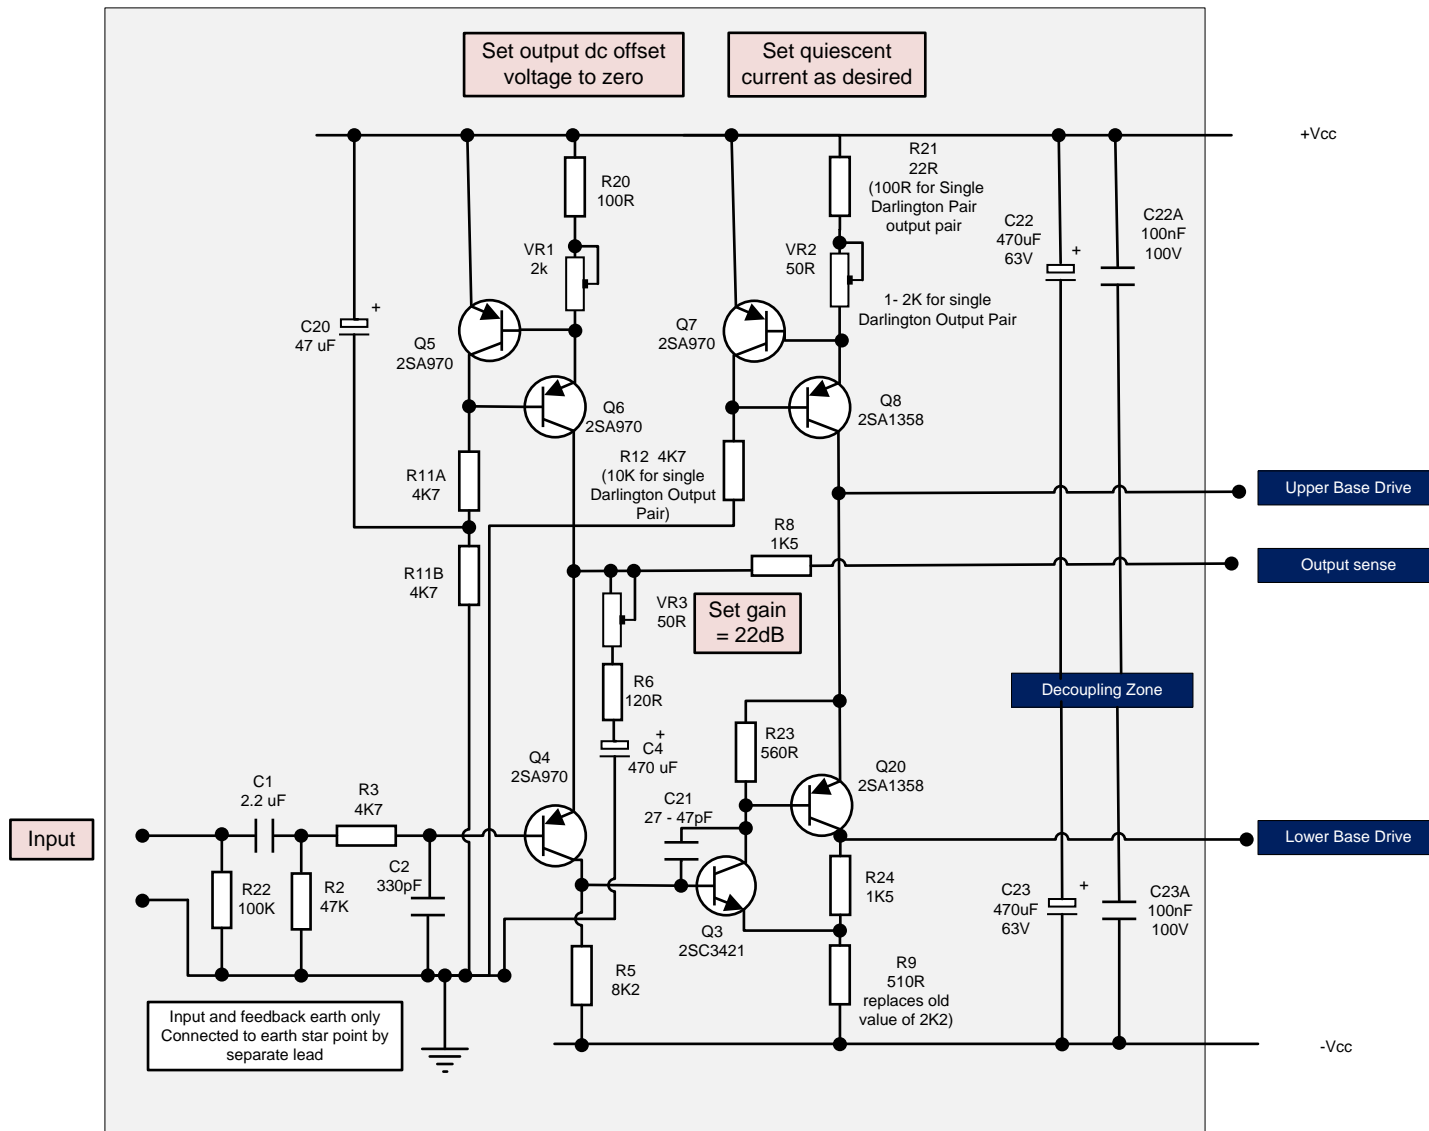 Set output dc offset
voltage to zero
Set quiescent
current as desired
+Vcc
R20
100R
VR1
2k
R21
22R
(100R for Single
Darlington Pair
output pair
VR2
50R
1- 2K for single
Darlington Output Pair
C22
470uF
63V
+
C22A
100nF
100V
C20
47 uF
+
Q5
2SA970
Q7
2SA970
Q6
2SA970
Q8
2SA1358
R11A
4K7
R12 4K7
(10K for single
Darlington Output
Pair)
Upper Base Drive
R8
1K5
Output sense
R11B
4K7
VR3
50R
Set gain
= 22dB
R6
120R
Decoupling Zone
+
C4
470 uF
R23
560R
Q4
2SA970
Q20
2SA1358
C1
2.2 uF
R3
4K7
C21
27 - 47pF
Input
Lower Base Drive
C2
330pF
R22
100K
R2
47K
R24
1K5
C23
470uF
63V
+
C23A
100nF
100V
Q3
2SC3421
R5
8K2
R9
510R
replaces old
value of 2K2)
Input and feedback earth only
Connected to earth star point by
separate lead
-Vcc